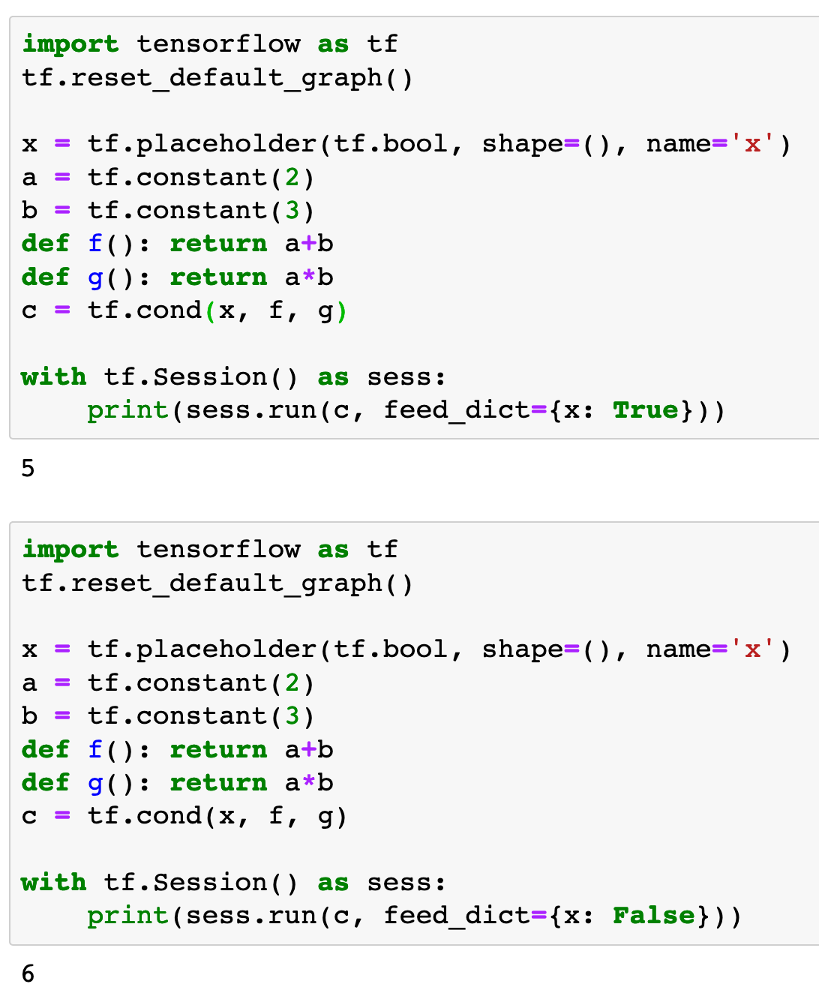 import tensorflow as tf
tf.reset_default_graph()
x = tf.placeholder(tf.bool, shape=(), name='x')
a = tf.constant(2)
b = tf.constant(3)
def f(): return a+b
def g(): return a*b
c = tf.cond(x, f, g)
with tf.Session() as sess:
    print(sess.run(c, feed_dict={x: True}))
5
import tensorflow as tf
tf.reset_default_graph()
x = tf.placeholder(tf.bool, shape=(), name='x')
a = tf.constant(2)
b = tf.constant(3)
def f(): return a+b
def g(): return a*b
c = tf.cond(x, f, g)
with tf.Session() as sess:
    print(sess.run(c, feed_dict={x: False}))
6